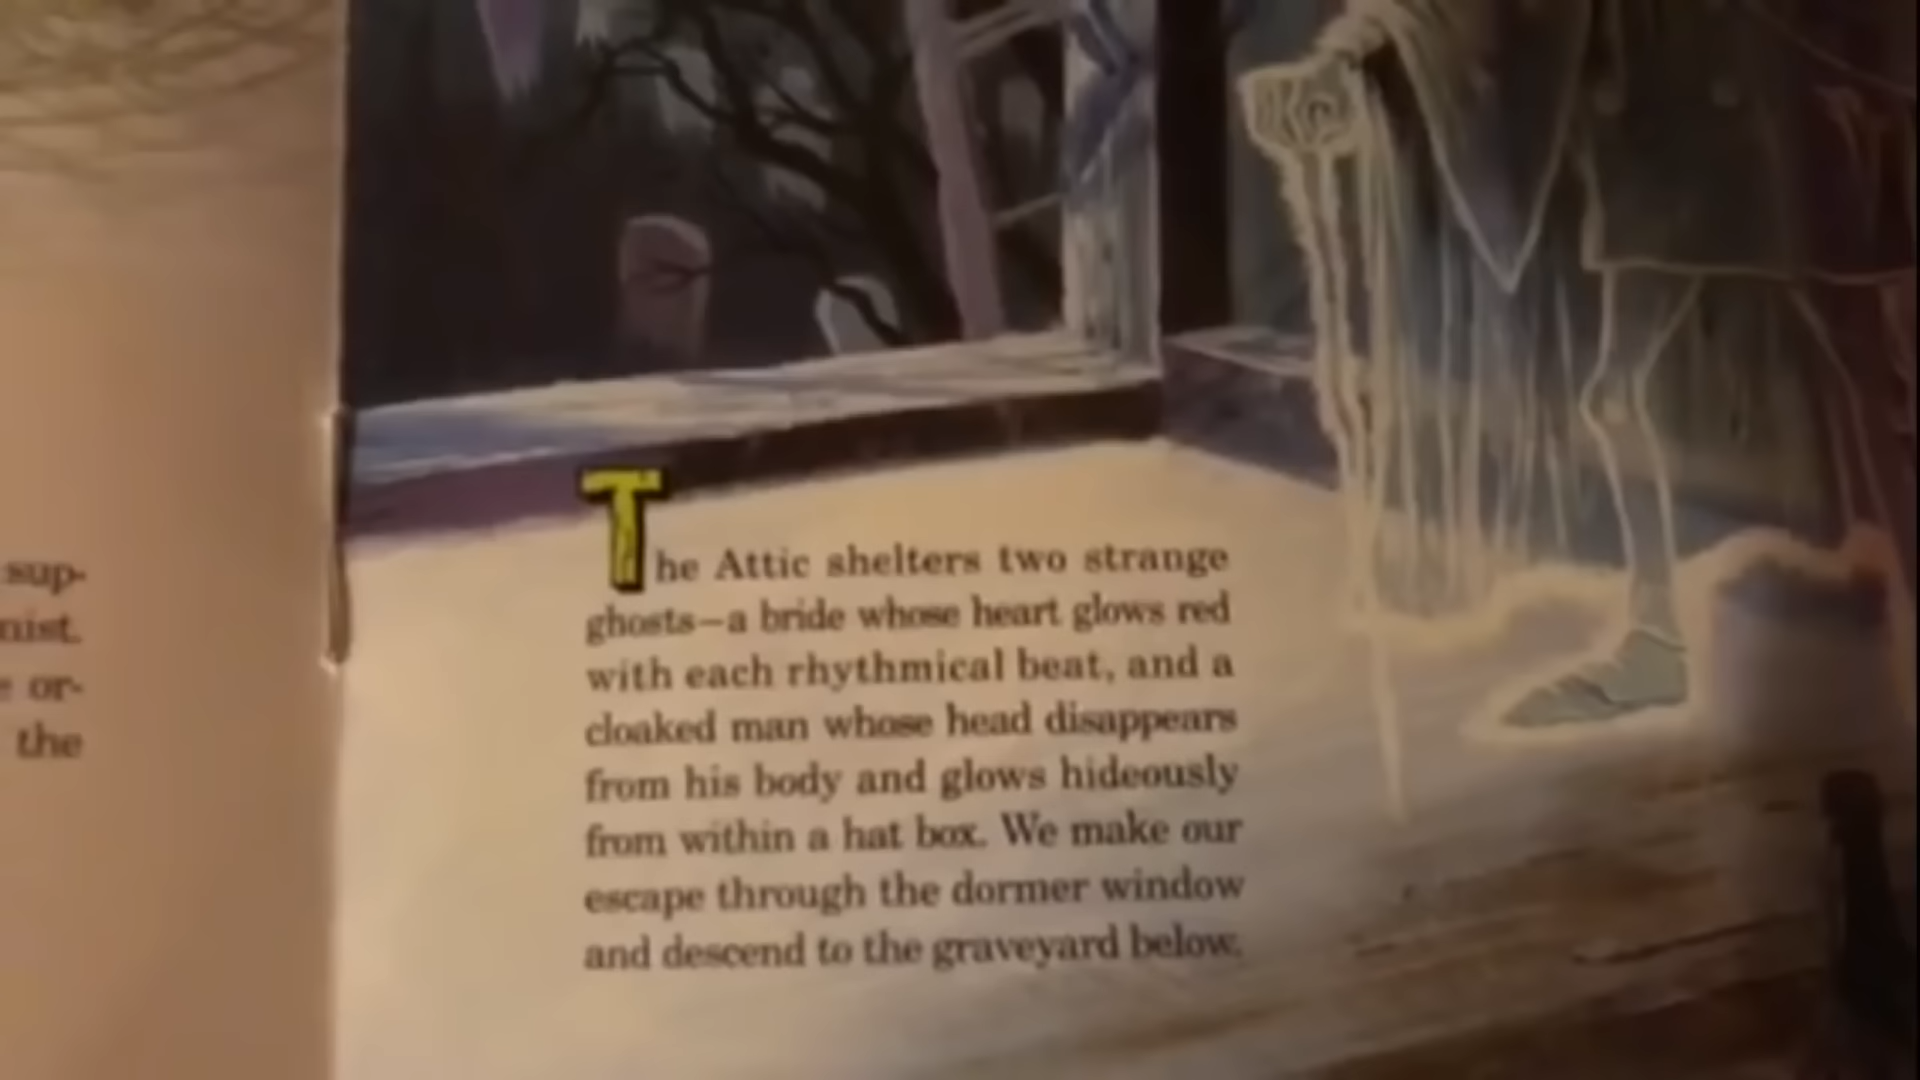 sup-
nist.
e or-
the
The Attic shelters two strange
ghosts—a bride whose heart glows red
with each rhythmical beat, and a
cloaked man whose head disappears
from his body and glows hideously
from within a hat box. We make our
escape through the dormer window
and descend to the graveyard below.